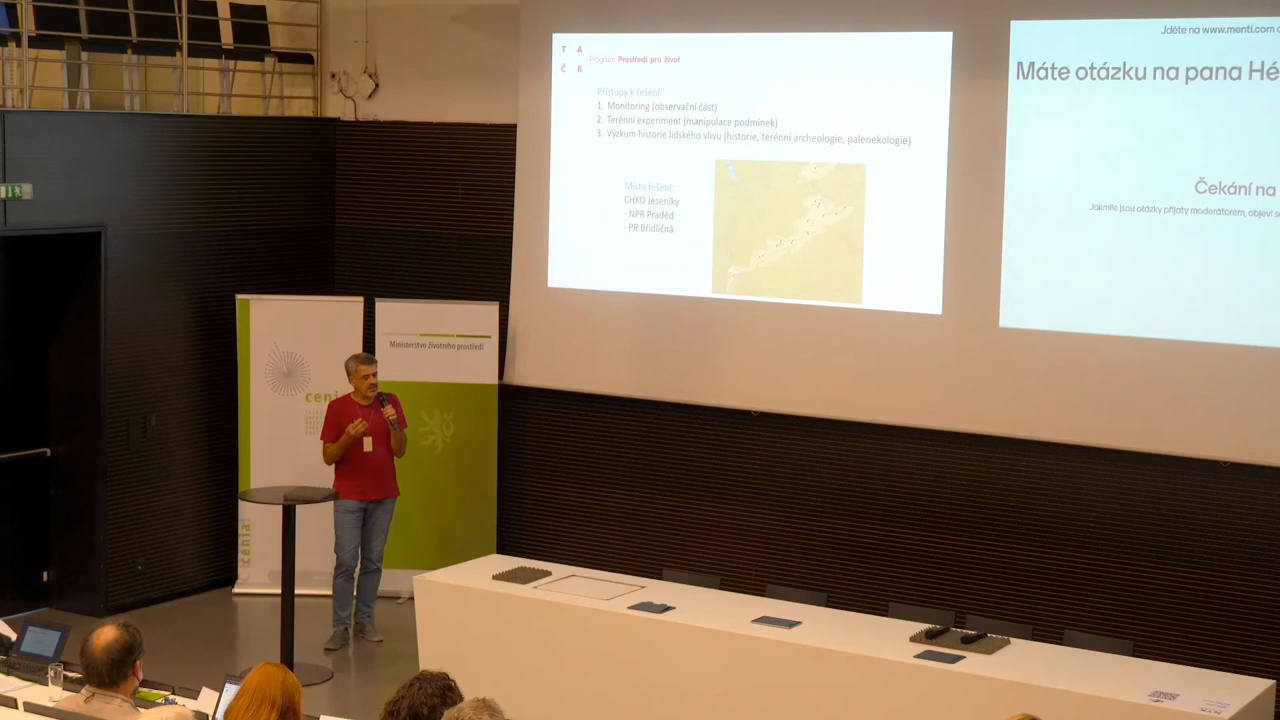 T A
Č R
Program Prostředí pro život
Přístupy k řešení:
1. Monitoring (observační část)
2. Terénní experiment (manipulace podmínek)
3. Výzkum historie lidského vlivu (historie, terénní archeologie, paleoekologie)
Místo řešení:
CHKO Jeseníky
- NPR Praděd
- PR Břidličná
Jděte na www.menti.com
Máte otázku na pana Hé
Čekání na
Jakmile jsou otázky přijaty moderátorem, objeví
Ministerstvo životního prostředí
ceni
cenia